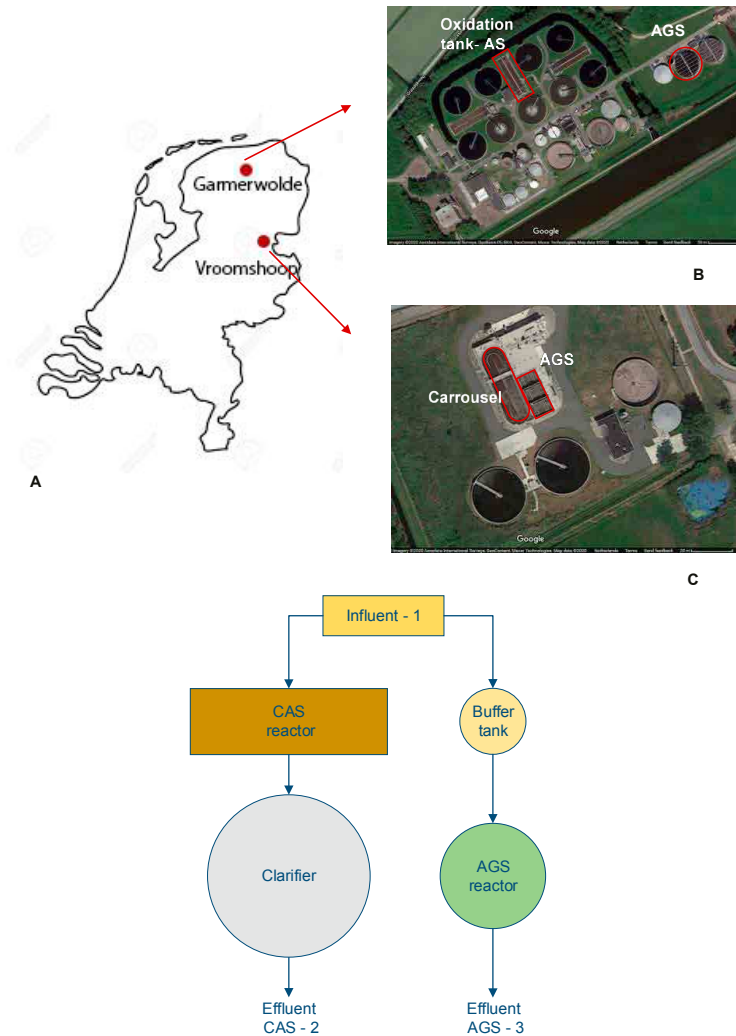 Garmerwolde
Vroomshoop
A
Oxidation
tank- AS
AGS
Google
B
AGS
Carrousel
Google
C
Influent - 1
CAS
reactor
Buffer
tank
Clarifier
AGS
reactor
Effluent
CAS - 2
Effluent
AGS - 3